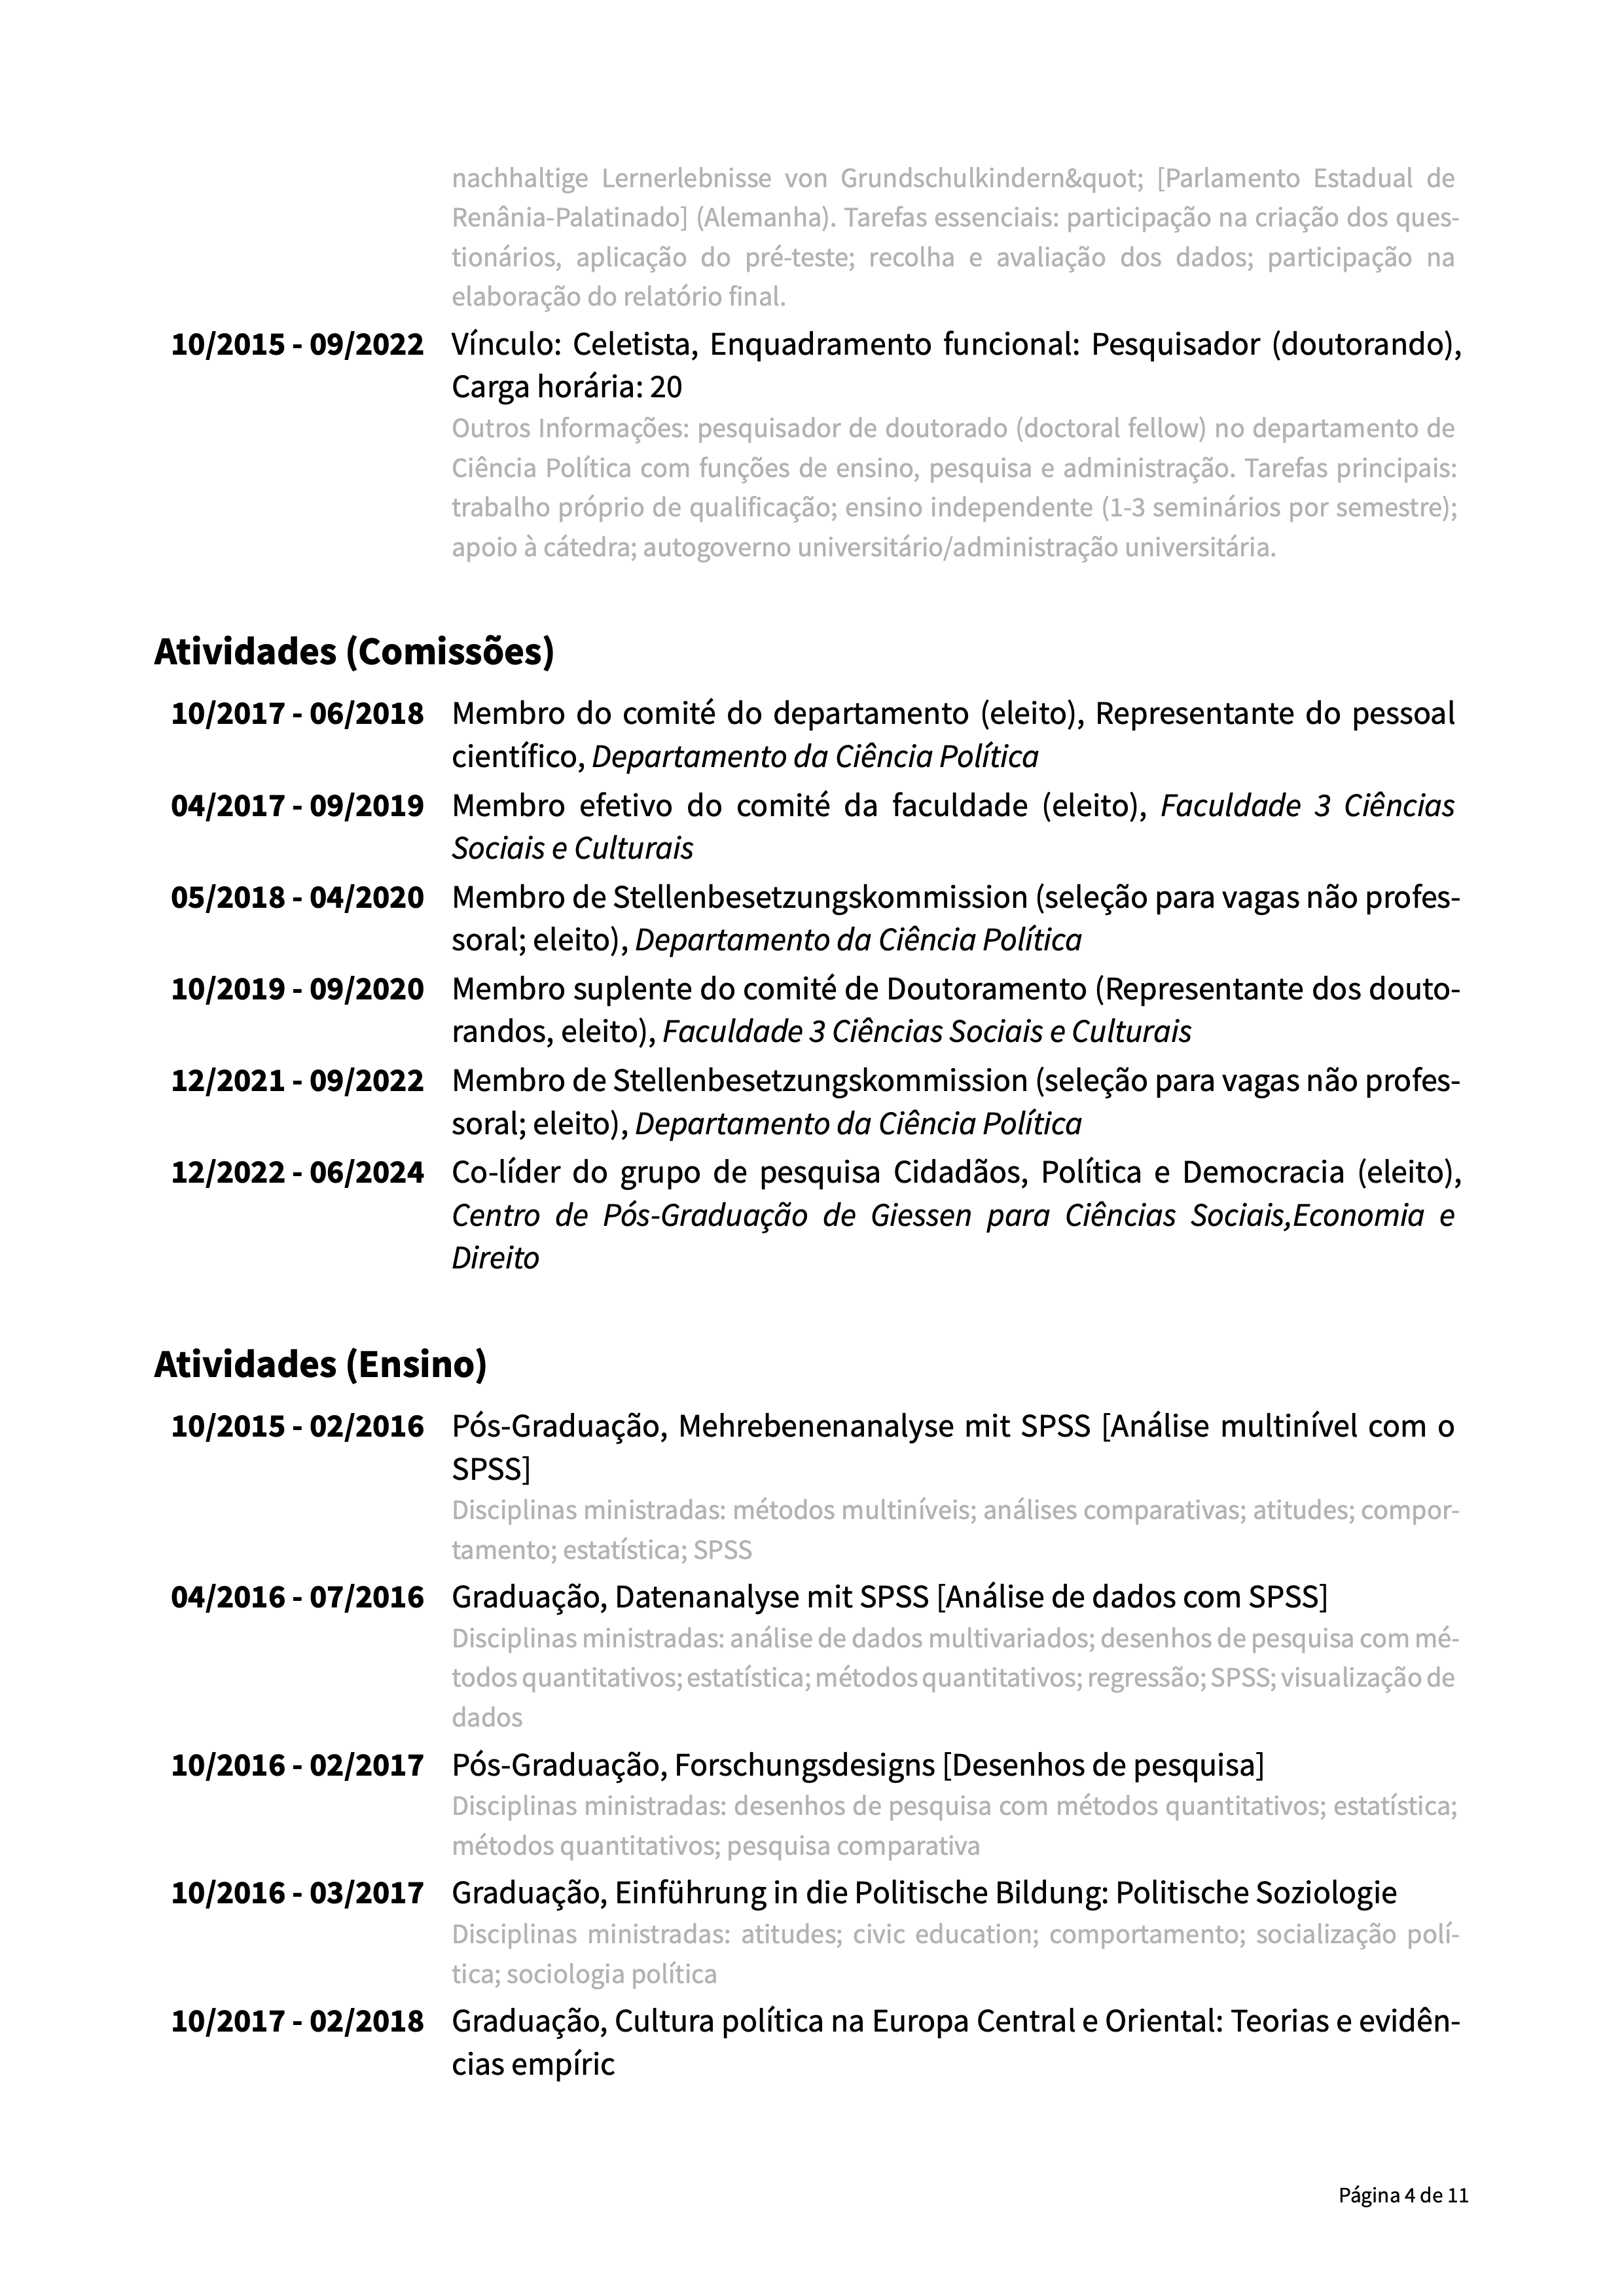 nachhaltige Lernerlebnisse von Grundschulkindern&quot; [Parlamento Estadual de
Renânia-Palatinado] (Alemanha). Tarefas essenciais: participação na criação dos ques-
tionários, aplicação do pré-teste; recolha e avaliação dos dados; participação na
elaboração do relatório final.
10/2015 - 09/2022 Vínculo: Celetista, Enquadramento funcional: Pesquisador (doutorando),
Carga horária: 20
Outros Informações: pesquisador de doutorado (doctoral fellow) no departamento de
Ciência Política com funções de ensino, pesquisa e administração. Tarefas principais:
trabalho próprio de qualificação; ensino independente (1-3 seminários por semestre);
apoio à cátedra; autogoverno universitário/administração universitária.
Atividades (Comissões)
10/2017 - 06/2018 Membro do comité do departamento (eleito), Representante do pessoal
científico, Departamento da Ciência Política
04/2017 - 09/2019 Membro efetivo do comité da faculdade (eleito), Faculdade 3 Ciências
Sociais e Culturais
05/2018 - 04/2020 Membro de Stellenbesetzungskommission (seleção para vagas não profes-
soral; eleito), Departamento da Ciência Política
10/2019 - 09/2020 Membro suplente do comité de Doutoramento (Representante dos douto-
randos, eleito), Faculdade 3 Ciências Sociais e Culturais
12/2021 - 09/2022 Membro de Stellenbesetzungskommission (seleção para vagas não profes-
soral; eleito), Departamento da Ciência Política
12/2022 - 06/2024 Co-líder do grupo de pesquisa Cidadãos, Política e Democracia (eleito),
Centro de Pós-Graduação de Giessen para Ciências Sociais,Economia e
Direito
Atividades (Ensino)
10/2015 - 02/2016 Pós-Graduação, Mehrebenenanalyse mit SPSS [Análise multinível com o
SPSS]
Disciplinas ministradas: métodos multiníveis; análises comparativas; atitudes; compor-
tamento; estatística; SPSS
04/2016 - 07/2016 Graduação, Datenanalyse mit SPSS [Análise de dados com SPSS]
Disciplinas ministradas: análise de dados multivariados; desenhos de pesquisa com mé-
todos quantitativos; estatística; métodos quantitativos; regressão; SPSS; visualização de
dados
10/2016 - 02/2017 Pós-Graduação, Forschungsdesigns [Desenhos de pesquisa]
Disciplinas ministradas: desenhos de pesquisa com métodos quantitativos; estatística;
métodos quantitativos; pesquisa comparativa
10/2016 - 03/2017 Graduação, Einführung in die Politische Bildung: Politische Soziologie
Disciplinas ministradas: atitudes; civic education; comportamento; socialização polí-
tica; sociologia política
10/2017 - 02/2018 Graduação, Cultura política na Europa Central e Oriental: Teorias e evidên-
cias empíric
Página 4 de 11